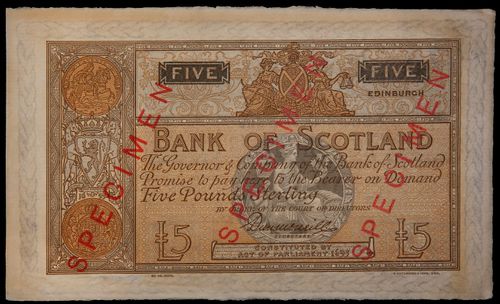 FIVE FIVE
EDINBURGH
BANK OF SCOTLAND
The Governor & Company of the Bank of Scotland
Promise to pay to the Bearer on Demand
Five Pounds Sterling
BY ORDER OF THE COURT OF DIRECTORS
£5 £5
CONSTITUTED BY
ACT OF PARLIAMENT 1695
SPECIMEN
SPECIMEN
SPECIMEN